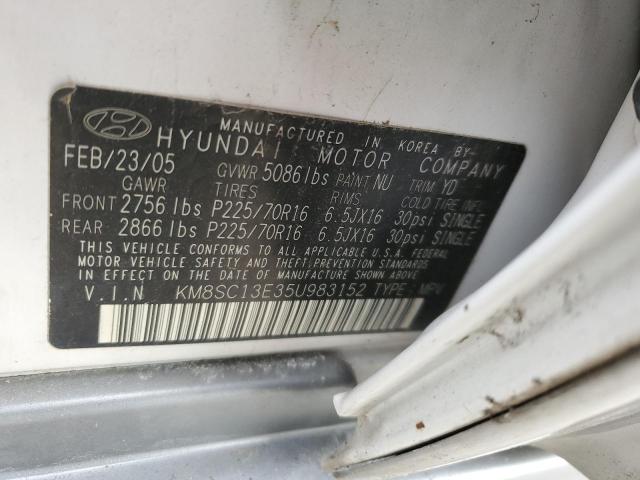 MANUFACTURED IN KOREA BY
HYUNDAI MOTOR COMPANY
FEB/23/05 GVWR 5086 lbs PAINT NU TRIM YD
GAWR TIRES RIMS COLD TIRE INFL
FRONT 2756 lbs P225/70R16 6.5JX16 30psi SINGLE
REAR 2866 lbs P225/70R16 6.5JX16 30psi SINGLE
THIS VEHICLE CONFORMS TO ALL APPLICABLE U.S.A. FEDERAL
MOTOR VEHICLE SAFETY, BUMPER, AND THEFT PREVENTION STANDARDS
IN EFFECT ON THE DATE OF MANUFACTURE SHOWN ABOVE.
V.I.N KM8SC13E35U983152 TYPE : MPV